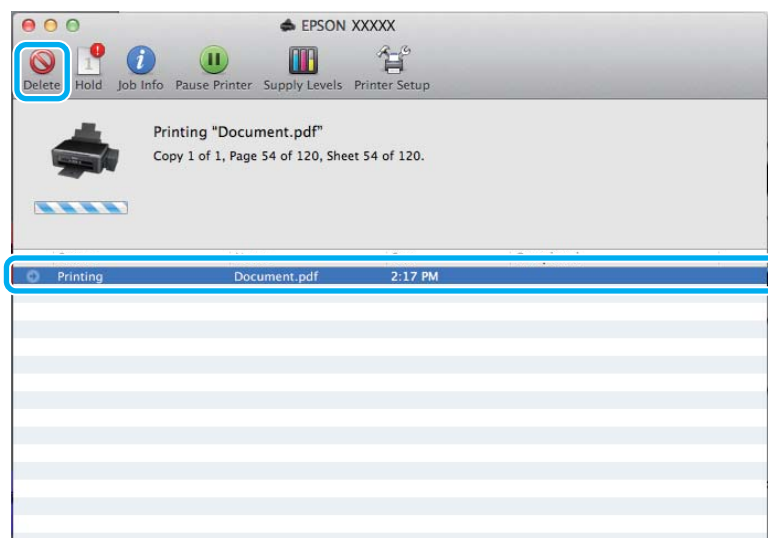 EPSON XXXXX
Delete Hold Job Info Pause Printer Supply Levels Printer Setup
Printing "Document.pdf"
Copy 1 of 1, Page 54 of 120, Sheet 54 of 120.
Printing Document.pdf 2:17 PM